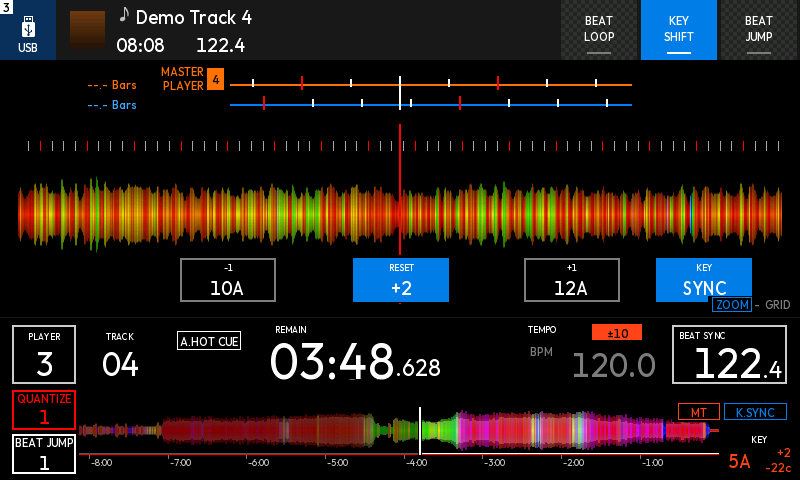 3
USB
Demo Track 4
08:08 122.4
BEAT LOOP
KEY SHIFT
BEAT JUMP
--.- Bars
MASTER PLAYER 4
--.- Bars
-1
10A
RESET
+2
+1
12A
KEY
SYNC
ZOOM - GRID
PLAYER
3
TRACK
04
A.HOT CUE
REMAIN
03:48.628
TEMPO
±10
BPM
120.0
BEAT SYNC
122.4
QUANTIZE
1
MT
K.SYNC
BEAT JUMP
1
KEY
5A
+2
-22c
-8:00 -7:00 -6:00 -5:00 -4:00 -3:00 -2:00 -1:00